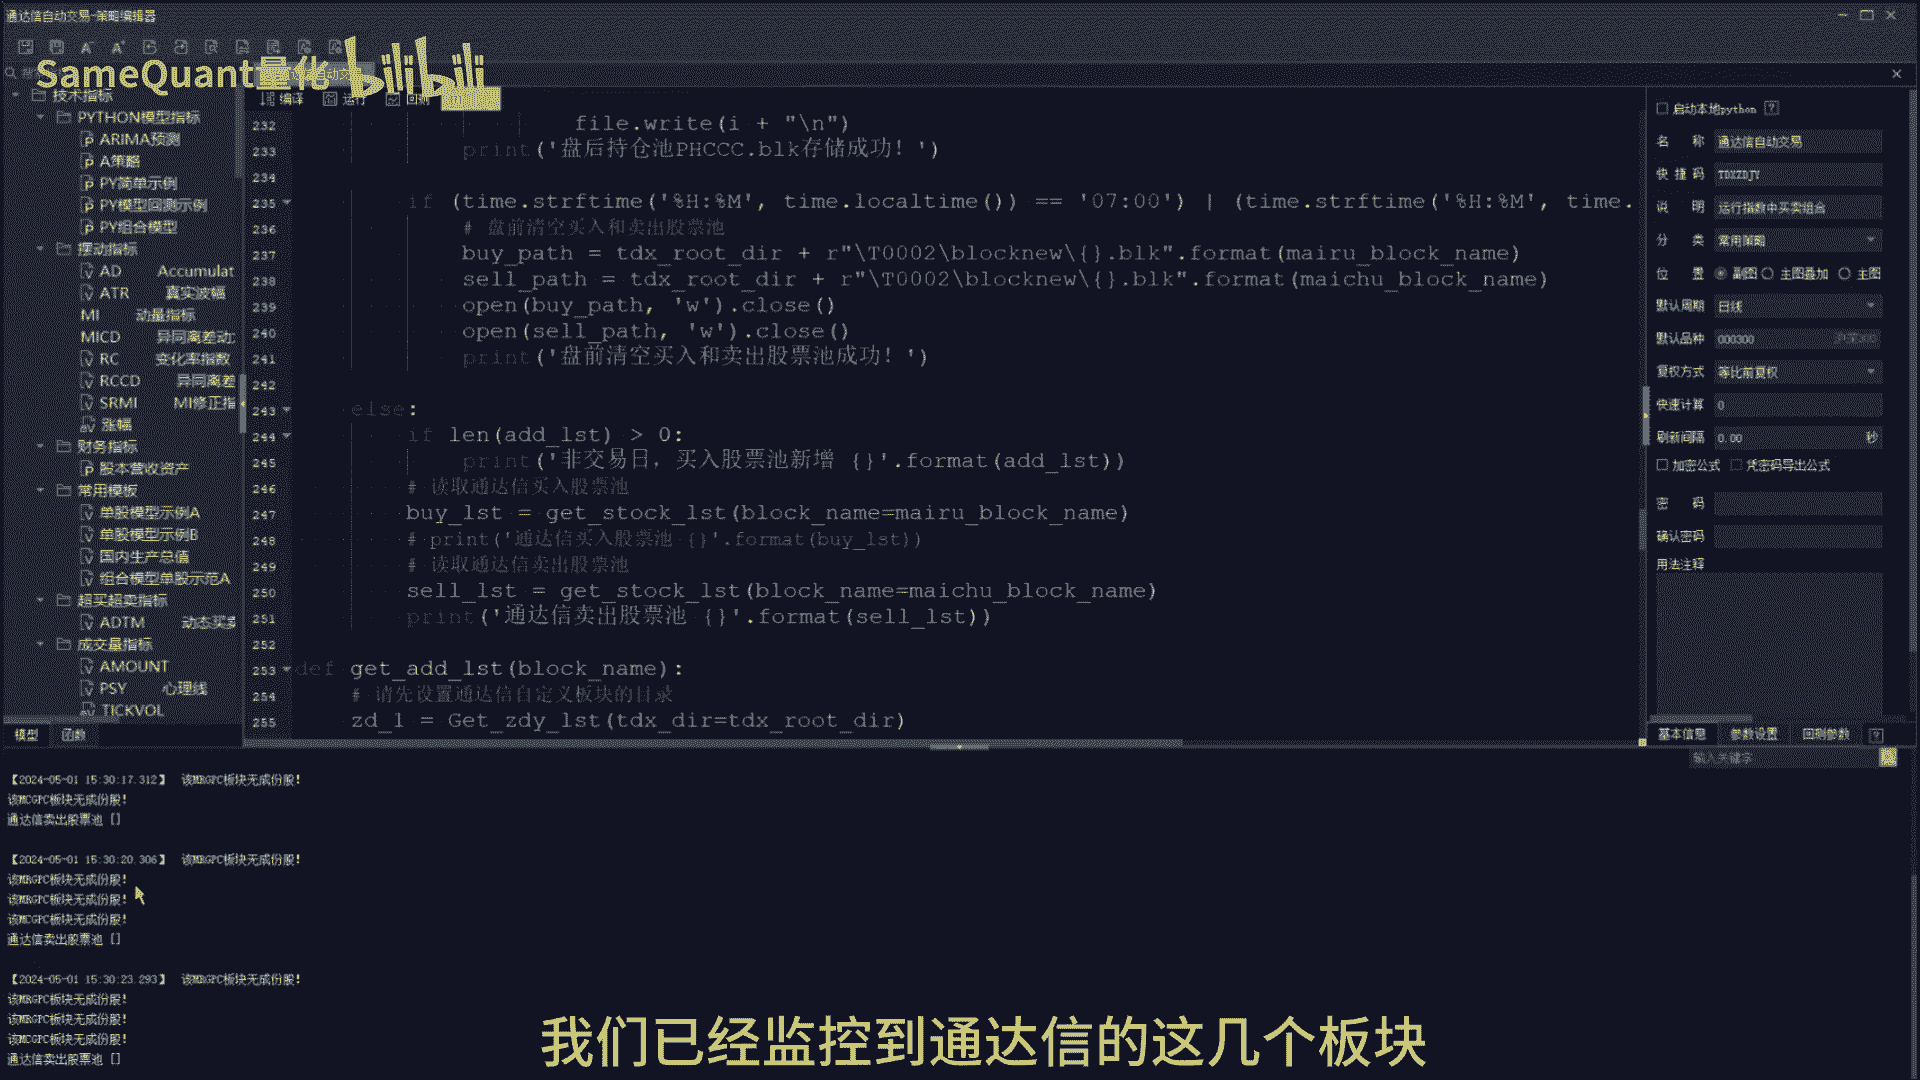 通达信自动交易-策略编辑器
SameQuant量化 bilibili
编译 运行 回测
技术指标
PYTHON模型指标
ARIMA预测
A策略
PY简单示例
PY模型回测示例
PY组合模型
摆动指标
AD Accumulat
ATR 真实波幅
MI 动量指标
MICD 异同离差动
RC 变化率指数
RCCD 异同离差
SRMI MI修正指
涨幅
财务指标
股本营收资产
常用模板
单股模型示例A
单股模型示例B
国内生产总值
组合模型单股示范A
超买超卖指标
ADTM 动态买卖
成交量指标
AMOUNT
PSY 心理线
TICKVOL
模型 函数
232 file.write(i + "\n")
233 print('盘后持仓池PHCCC.blk存储成功! ')
234
235 if (time.strftime('%H:%M', time.localtime()) == '07:00') | (time.strftime('%H:%M', time.
236 # 盘前清空买入和卖出股票池
237 buy_path = tdx_root_dir + r"\T0002\blocknew\{}.blk".format(mairu_block_name)
238 sell_path = tdx_root_dir + r"\T0002\blocknew\{}.blk".format(maichu_block_name)
239 open(buy_path, 'w').close()
240 open(sell_path, 'w').close()
241 print('盘前清空买入和卖出股票池成功! ')
242
243 else:
244 if len(add_lst) > 0:
245 print('非交易日, 买入股票池新增 {}'.format(add_lst))
246 # 读取通达信买入股票池
247 buy_lst = get_stock_lst(block_name=mairu_block_name)
248 # print('通达信买入股票池 {}'.format(buy_lst))
249 # 读取通达信卖出股票池
250 sell_lst = get_stock_lst(block_name=maichu_block_name)
251 print('通达信卖出股票池 {}'.format(sell_lst))
252
253 def get_add_lst(block_name):
254 # 请先设置通达信自定义板块的目录
255 zd_l = Get_zdy_lst(tdx_dir=tdx_root_dir)
启动本地python ?
名 称 通达信自动交易
快 捷 码 TDXZDJY
说 明 运行指数中买卖组合
分 类 常用策略
位 置 副图 主图叠加 主图
默认周期 日线
默认品种 000300 沪深300
复权方式 等比前复权
快速计算 0
刷新间隔 0.00 秒
加密公式 凭密码导出公式
密 码
确认密码
用法注释
基本信息 参数设置 回测参数 ?
输入关键字
【2024-05-01 15:30:17.312】 该MRGPC板块无成份股!
该MCGPC板块无成份股!
通达信卖出股票池 []
【2024-05-01 15:30:20.306】 该MRGPC板块无成份股!
该MRGPC板块无成份股!
该MRGPC板块无成份股!
该MCGPC板块无成份股!
通达信卖出股票池 []
【2024-05-01 15:30:23.293】 该MRGPC板块无成份股!
该MRGPC板块无成份股!
该MRGPC板块无成份股!
该MCGPC板块无成份股!
通达信卖出股票池 []
我们已经监控到通达信的这几个板块